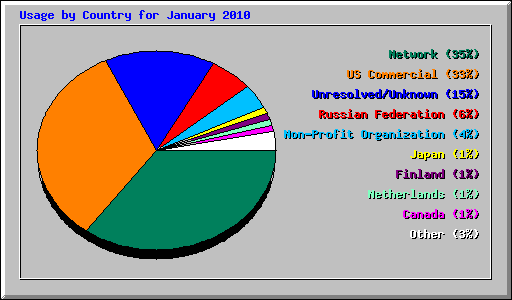 Usage by Country for January 2010
Network (35%)
US Commercial (33%)
Unresolved/Unknown (15%)
Russian Federation (6%)
Non-Profit Organization (4%)
Japan (1%)
Finland (1%)
Netherlands (1%)
Canada (1%)
Other (3%)